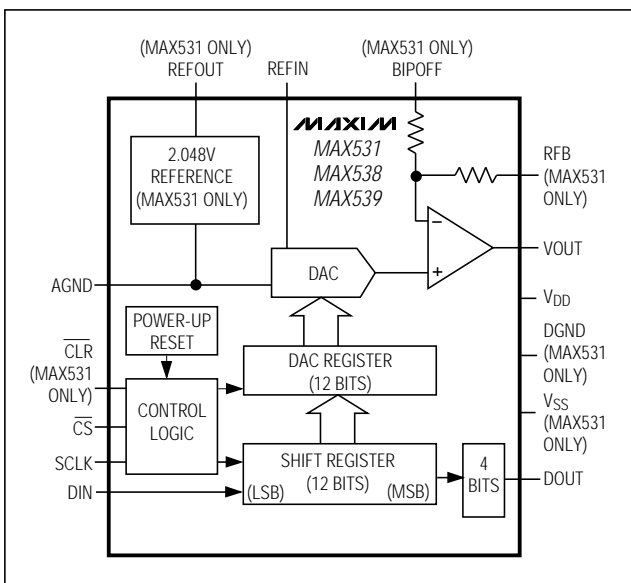 (MAX531 ONLY)
REFOUT
REFIN
(MAX531 ONLY)
BIPOFF
MAXIM
MAX531
MAX538
MAX539
2.048V
REFERENCE
(MAX531 ONLY)
RFB
(MAX531
ONLY)
−
+
VOUT
DAC
AGND
VDD
POWER-UP
RESET
DGND
(MAX531
ONLY)
CLR
(MAX531
ONLY)
DAC REGISTER
(12 BITS)
CONTROL
LOGIC
VSS
(MAX531
ONLY)
CS
SCLK
SHIFT REGISTER
(12 BITS)
(LSB)
(MSB)
4
BITS
DOUT
DIN